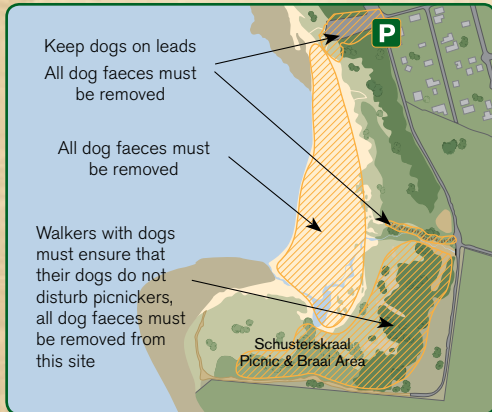 P
Keep dogs on leads
All dog faeces must
be removed
All dog faeces must
be removed
Walkers with dogs
must ensure that
their dogs do not
disturb picnickers,
all dog faeces must
be removed from
this site
Schusterskraal
Picnic & Braai Area